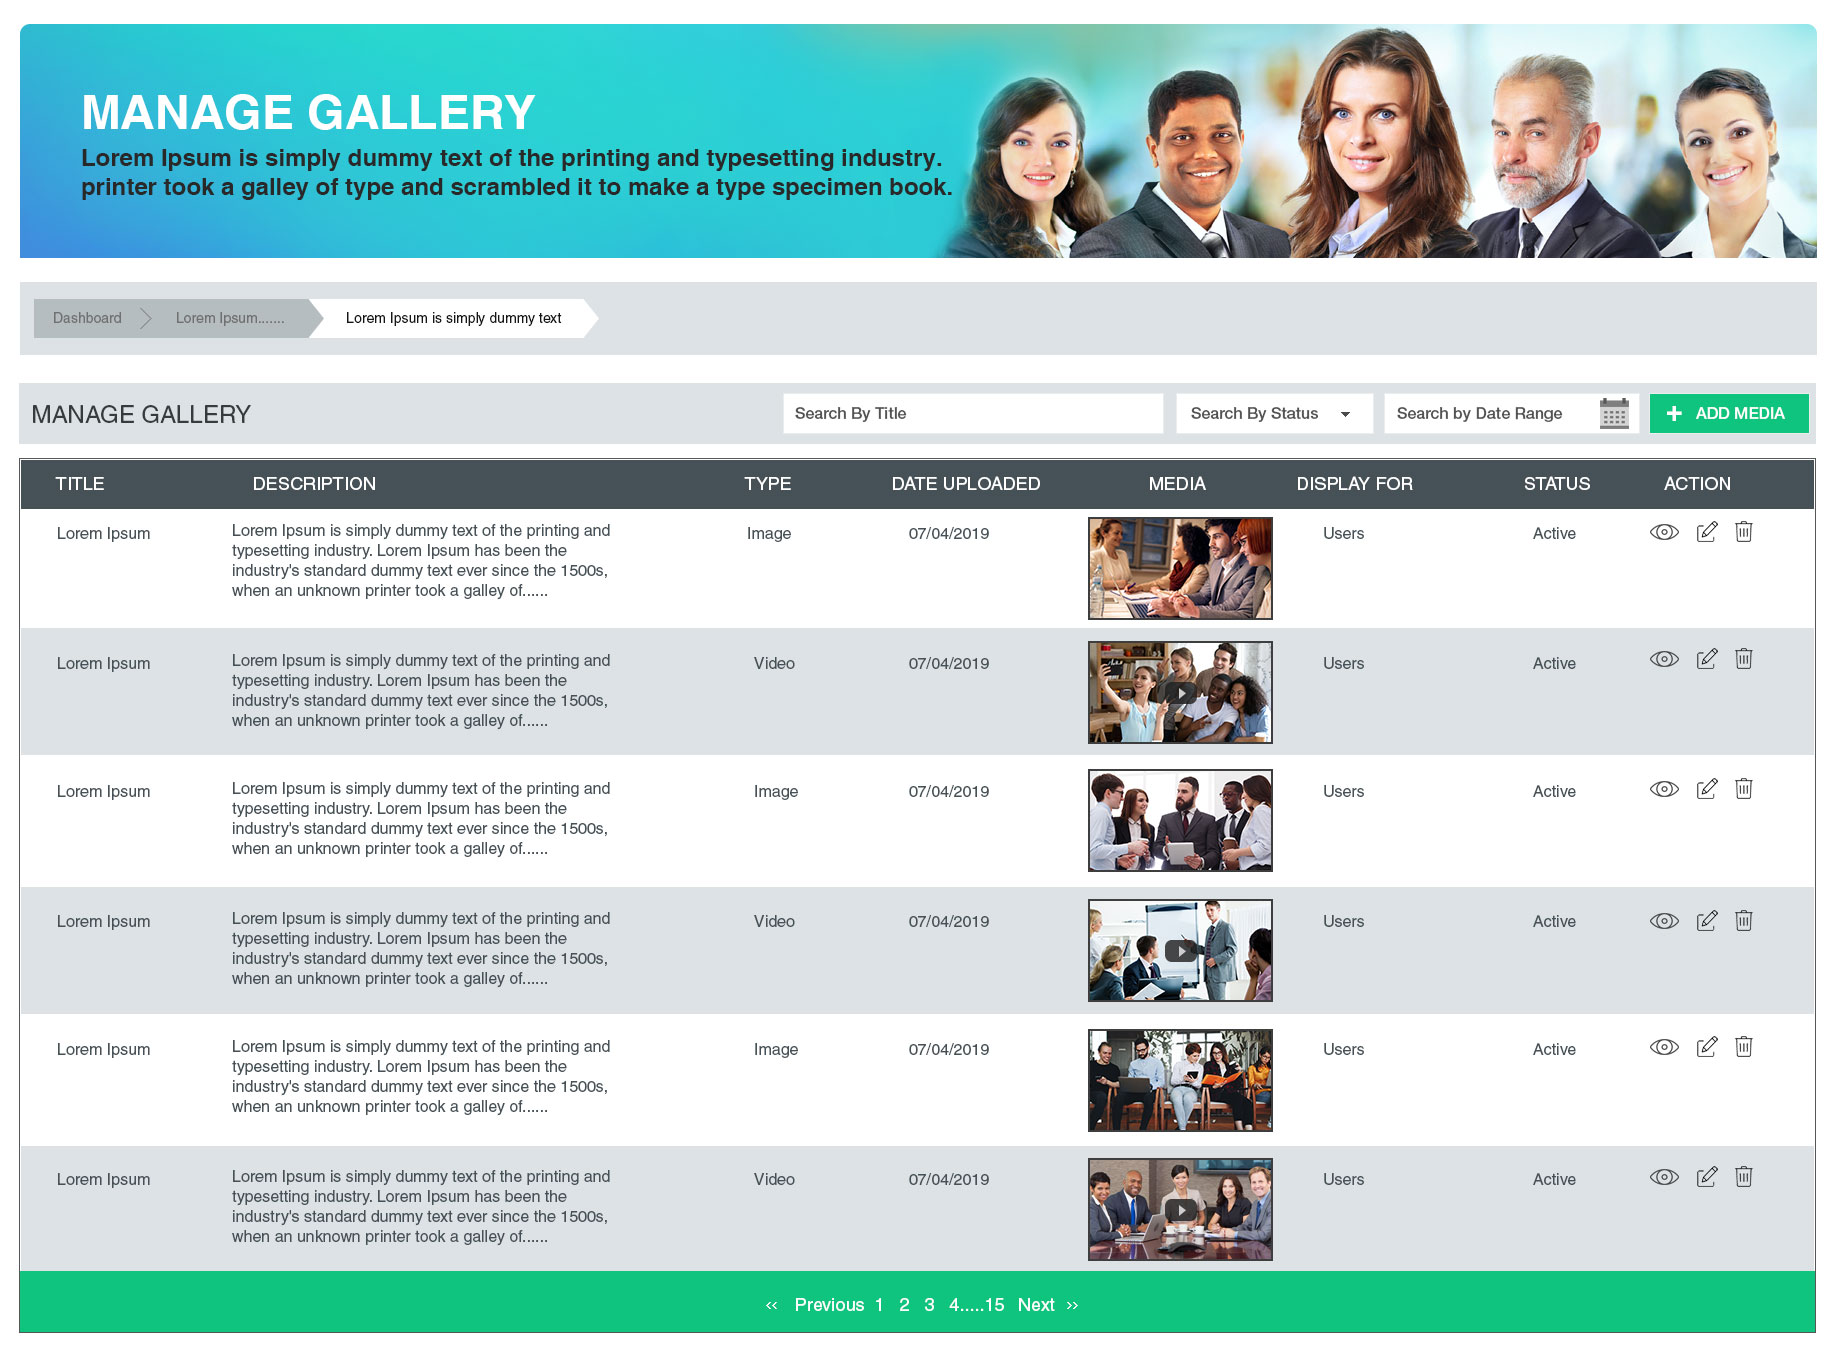 MANAGE GALLERY
Lorem Ipsum is simply dummy text of the printing and typesetting industry.
printer took a galley of type and scrambled it to make a type specimen book.
Dashboard Lorem Ipsum....... Lorem Ipsum is simply dummy text
MANAGE GALLERY Search By Title Search By Status Search by Date Range + ADD MEDIA
TITLE DESCRIPTION TYPE DATE UPLOADED MEDIA DISPLAY FOR STATUS ACTION
Lorem Ipsum Lorem Ipsum is simply dummy text of the printing and Image 07/04/2019 Users Active
typesetting industry. Lorem Ipsum has been the
industry's standard dummy text ever since the 1500s,
when an unknown printer took a galley of......
Lorem Ipsum Lorem Ipsum is simply dummy text of the printing and Video 07/04/2019 Users Active
typesetting industry. Lorem Ipsum has been the
industry's standard dummy text ever since the 1500s,
when an unknown printer took a galley of......
Lorem Ipsum Lorem Ipsum is simply dummy text of the printing and Image 07/04/2019 Users Active
typesetting industry. Lorem Ipsum has been the
industry's standard dummy text ever since the 1500s,
when an unknown printer took a galley of......
Lorem Ipsum Lorem Ipsum is simply dummy text of the printing and Video 07/04/2019 Users Active
typesetting industry. Lorem Ipsum has been the
industry's standard dummy text ever since the 1500s,
when an unknown printer took a galley of......
Lorem Ipsum Lorem Ipsum is simply dummy text of the printing and Image 07/04/2019 Users Active
typesetting industry. Lorem Ipsum has been the
industry's standard dummy text ever since the 1500s,
when an unknown printer took a galley of......
Lorem Ipsum Lorem Ipsum is simply dummy text of the printing and Video 07/04/2019 Users Active
typesetting industry. Lorem Ipsum has been the
industry's standard dummy text ever since the 1500s,
when an unknown printer took a galley of......
‹‹ Previous 1 2 3 4.....15 Next ››